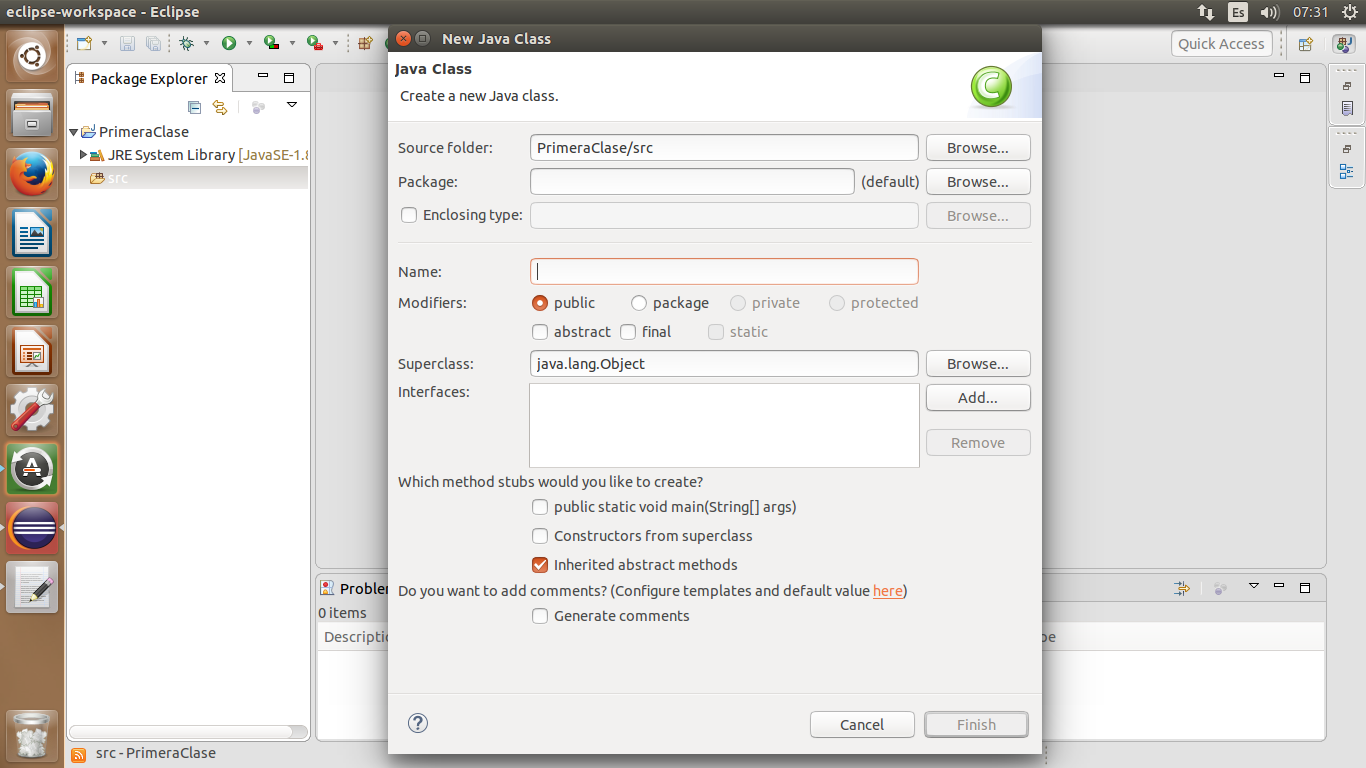 eclipse-workspace - Eclipse
Es
07:31
New Java Class
Quick Access
Java Class
Create a new Java class.
Package Explorer
PrimeraClase
JRE System Library [JavaSE-1.8
src
Source folder:
PrimeraClase/src
Browse...
Package:
(default)
Browse...
Enclosing type:
Browse...
Name:
Modifiers:
public
package
private
protected
abstract
final
static
Superclass:
java.lang.Object
Browse...
Interfaces:
Add...
Remove
Which method stubs would you like to create?
public static void main(String[] args)
Constructors from superclass
Inherited abstract methods
Do you want to add comments? (Configure templates and default value here)
Generate comments
Problem
0 items
Descriptio
pe
Cancel
Finish
src - PrimeraClase